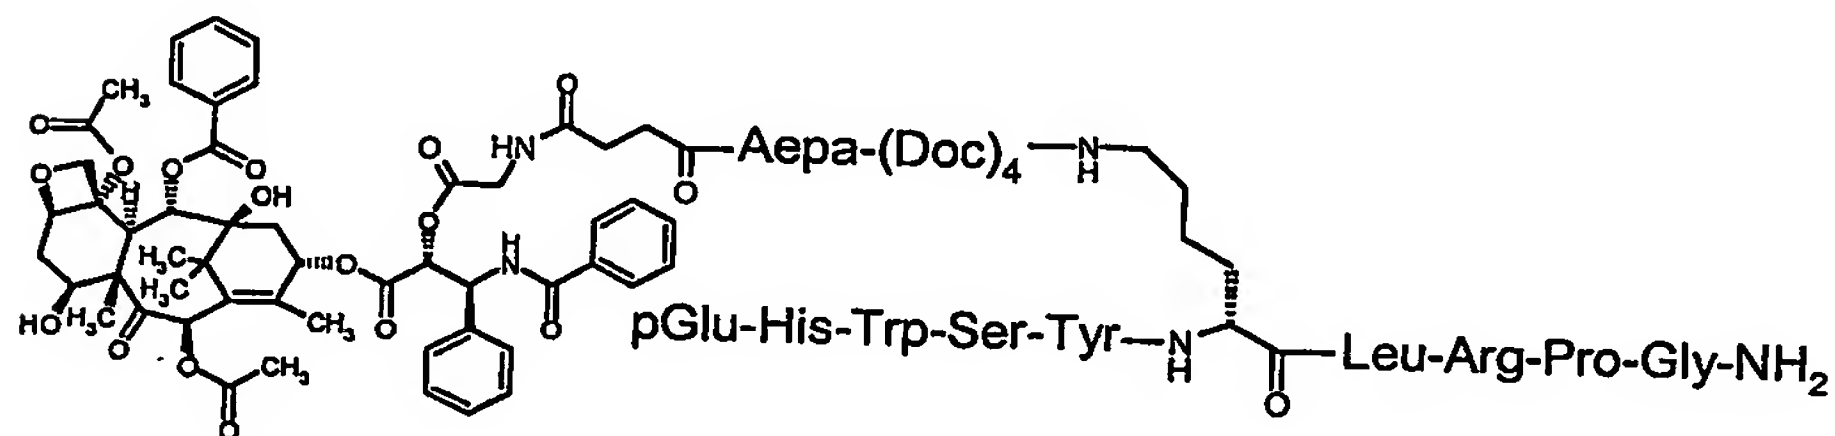 CH₃
O
O
O
O
O
H
O
OH
O
O
HN
O
O
O
Aepa-(Doc)₄
N
H
H₃C
H₃C
O
O
H
N
O
HO
H₃C
O
CH₃
O
CH₃
O
pGlu-His-Trp-Ser-Tyr
N
H
O
Leu-Arg-Pro-Gly-NH₂